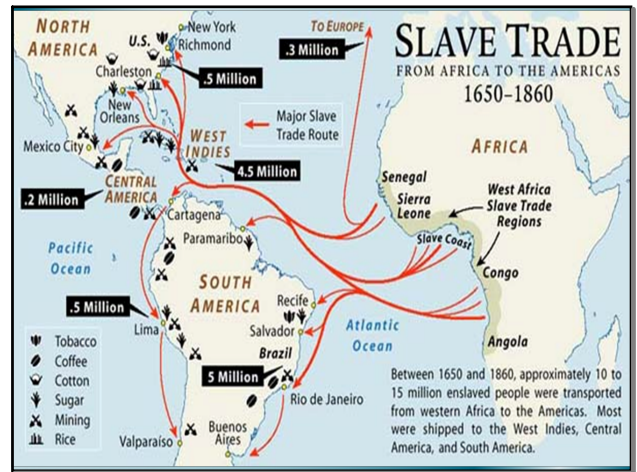 SLAVE TRADE
FROM AFRICA TO THE AMERICAS
1650–1860
NORTH
AMERICA
U.S.
New York
Richmond
Charleston
.5 Million
New
Orleans
Mexico City
WEST
INDIES
4.5 Million
CENTRAL
AMERICA
.2 Million
TO EUROPE
.3 Million
Major Slave
Trade Route
AFRICA
Senegal
Sierra
Leone
West Africa
Slave Trade
Regions
Slave Coast
Congo
Angola
Cartagena
Paramaribo
Pacific
Ocean
SOUTH
AMERICA
.5 Million
Lima
Recife
Salvador
Brazil
5 Million
Rio de Janeiro
Atlantic
Ocean
Buenos
Aires
Valparaíso
Tobacco
Coffee
Cotton
Sugar
Mining
Rice
Between 1650 and 1860, approximately 10 to
15 million enslaved people were transported
from western Africa to the Americas. Most
were shipped to the West Indies, Central
America, and South America.